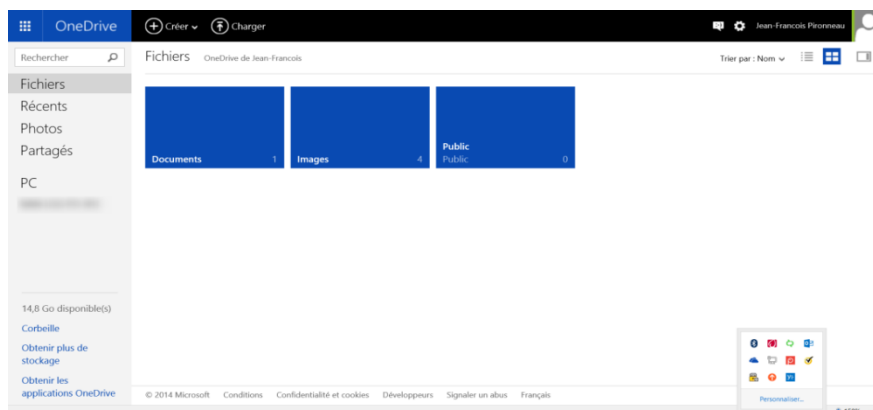 OneDrive
Créer
Charger
Jean-Francois Pironneau
Rechercher
Fichiers
OneDrive de Jean-Francois
Trier par : Nom
Fichiers
Récents
Photos
Partagés
PC
Documents 1
Images 4
Public
Public 0
14,8 Go disponible(s)
Corbeille
Obtenir plus de
stockage
Obtenir les
applications OneDrive
© 2014 Microsoft Conditions Confidentialité et cookies Développeurs Signaler un abus Français
Personnaliser...